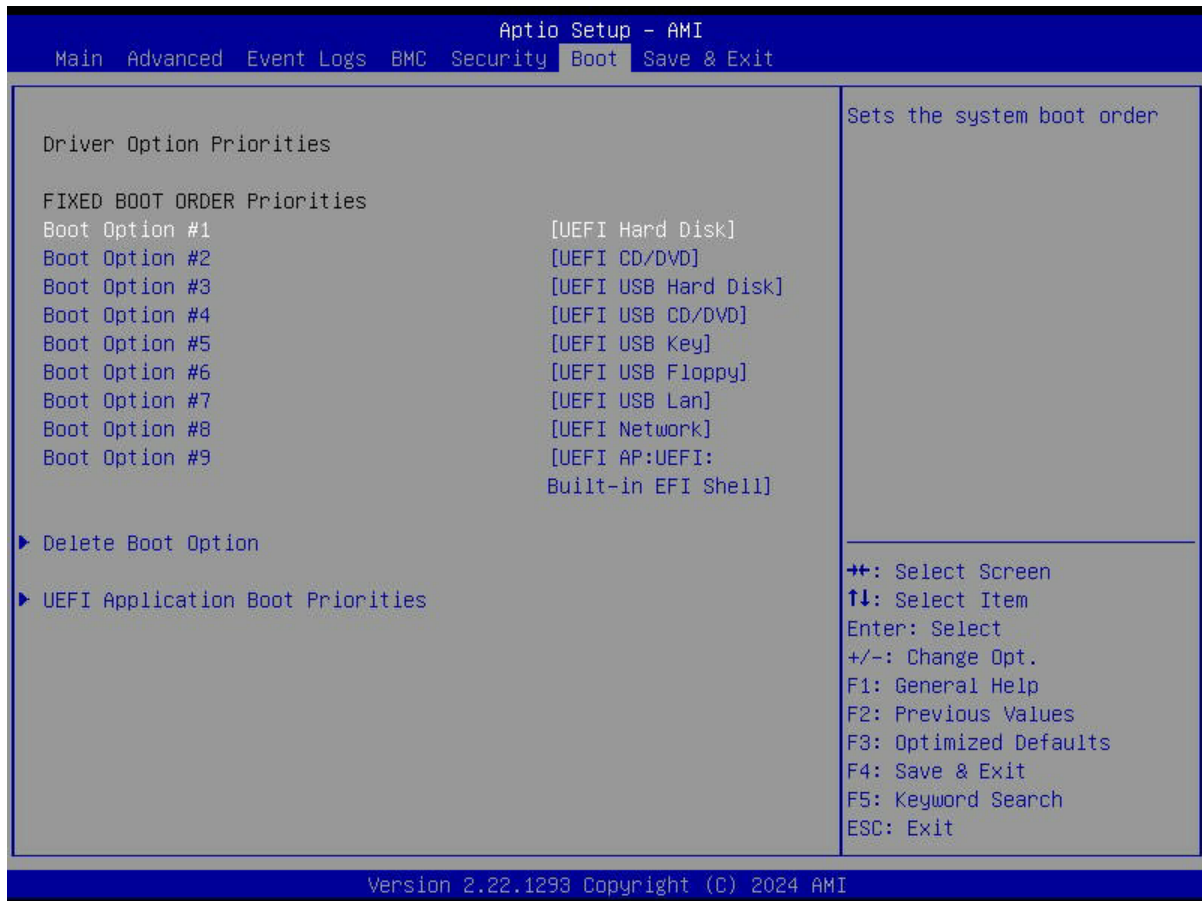 Aptio Setup – AMI
Main Advanced Event Logs BMC Security Boot Save & Exit
Driver Option Priorities
FIXED BOOT ORDER Priorities
Boot Option #1 [UEFI Hard Disk]
Boot Option #2 [UEFI CD/DVD]
Boot Option #3 [UEFI USB Hard Disk]
Boot Option #4 [UEFI USB CD/DVD]
Boot Option #5 [UEFI USB Key]
Boot Option #6 [UEFI USB Floppy]
Boot Option #7 [UEFI USB Lan]
Boot Option #8 [UEFI Network]
Boot Option #9 [UEFI AP:UEFI:
Built-in EFI Shell]
Delete Boot Option
UEFI Application Boot Priorities
Sets the system boot order
→←: Select Screen
↑↓: Select Item
Enter: Select
+/-: Change Opt.
F1: General Help
F2: Previous Values
F3: Optimized Defaults
F4: Save & Exit
F5: Keyword Search
ESC: Exit
Version 2.22.1293 Copyright (C) 2024 AMI